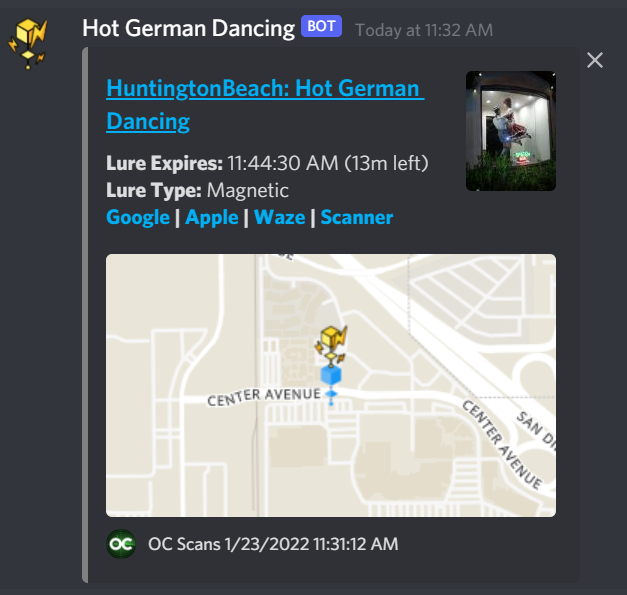 Hot German Dancing BOT Today at 11:32 AM
HuntingtonBeach: Hot German
Dancing
Lure Expires: 11:44:30 AM (13m left)
Lure Type: Magnetic
Google | Apple | Waze | Scanner
CENTER AVENUE
CENTER AVENUE
SAN DI
OC OC Scans 1/23/2022 11:31:12 AM